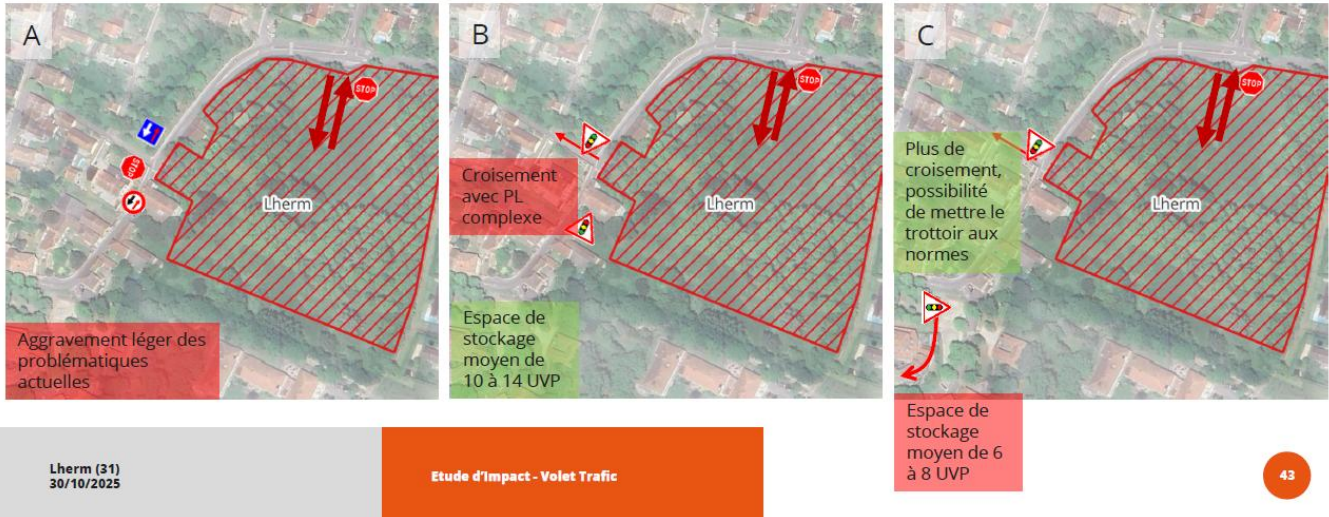 A
STOP
STOP
Lherm
Aggravement léger des
problématiques
actuelles
B
STOP
Croisement
avec PL
complexe
Lherm
Espace de
stockage
moyen de
10 à 14 UVP
C
STOP
Plus de
croisement,
possibilité
de mettre le
trottoir aux
normes
Lherm
Espace de
stockage
moyen de 6
à 8 UVP
Lherm (31)
30/10/2025
Etude d'Impact - Volet Trafic
43